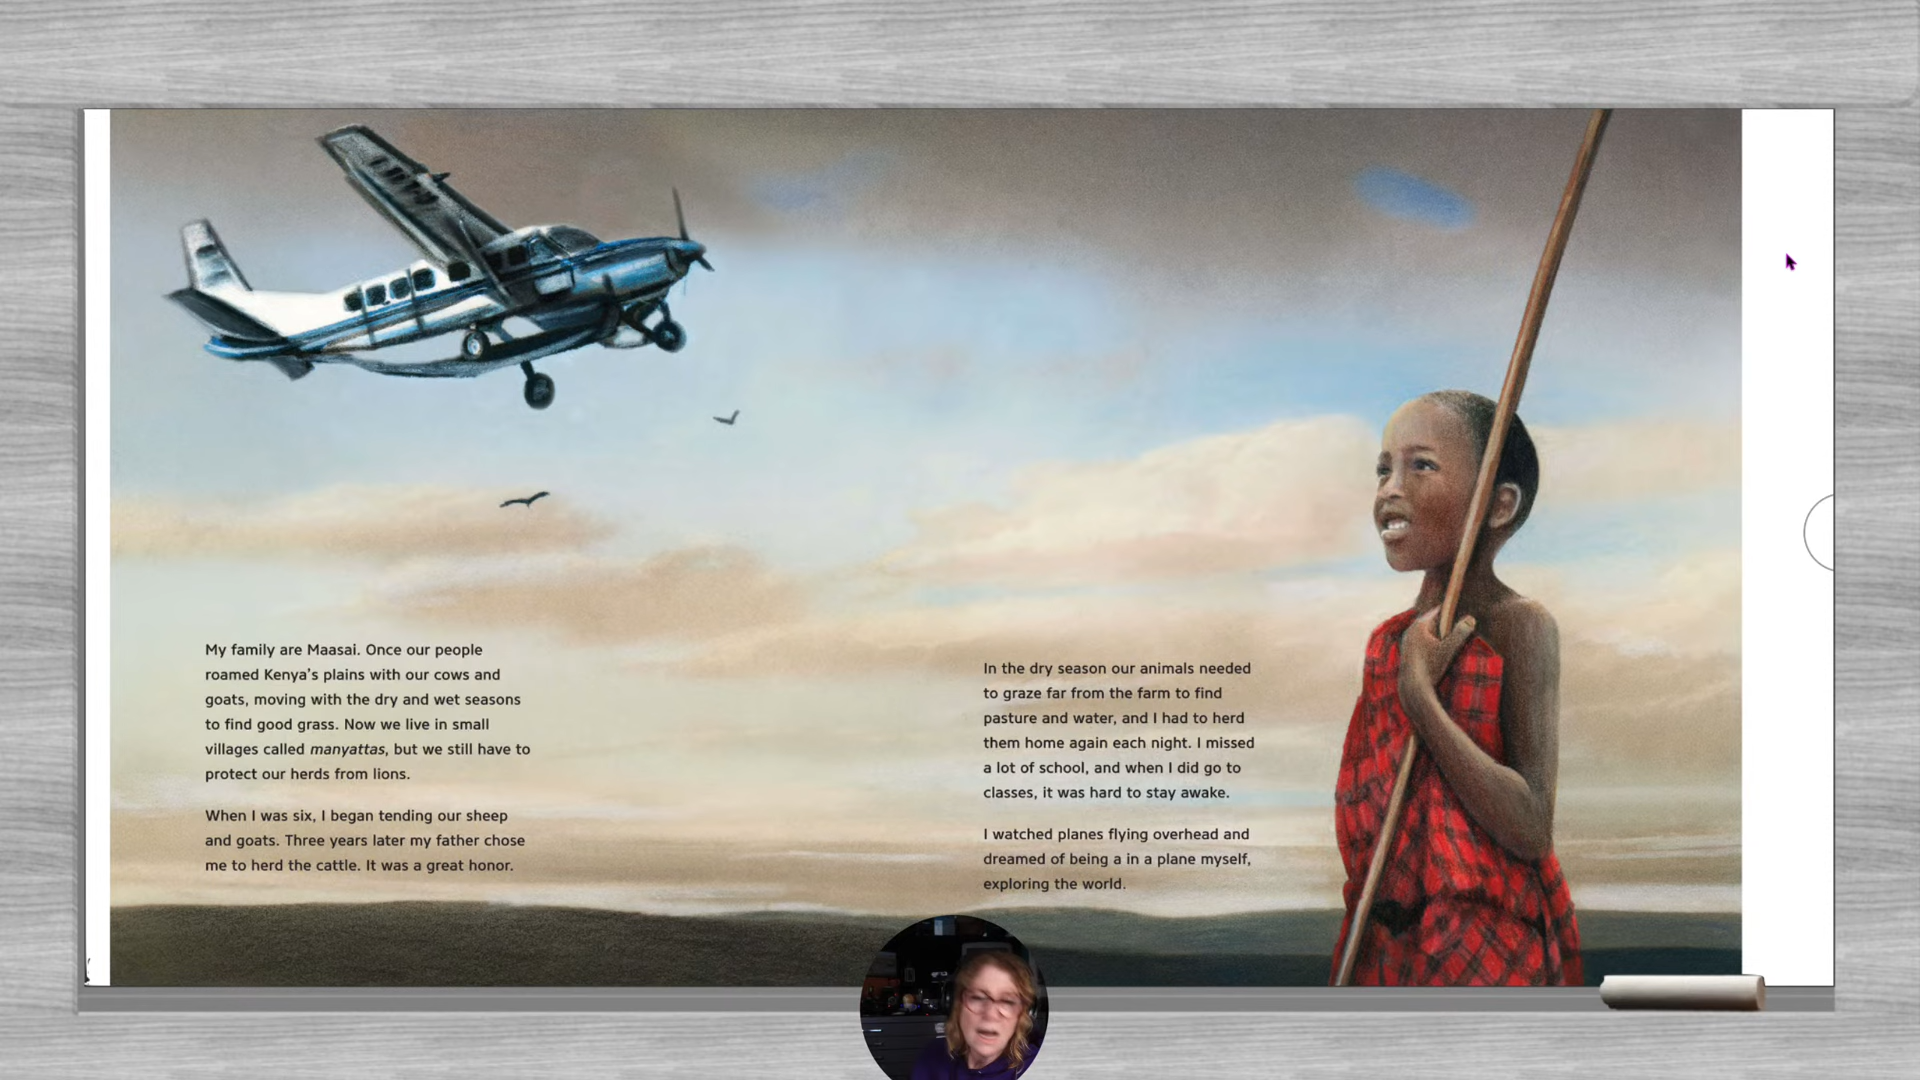 My family are Maasai. Once our people
roamed Kenya's plains with our cows and
goats, moving with the dry and wet seasons
to find good grass. Now we live in small
villages called manyattas, but we still have to
protect our herds from lions.
When I was six, I began tending our sheep
and goats. Three years later my father chose
me to herd the cattle. It was a great honor.
In the dry season our animals needed
to graze far from the farm to find
pasture and water, and I had to herd
them home again each night. I missed
a lot of school, and when I did go to
classes, it was hard to stay awake.
I watched planes flying overhead and
dreamed of being a in a plane myself,
exploring the world.